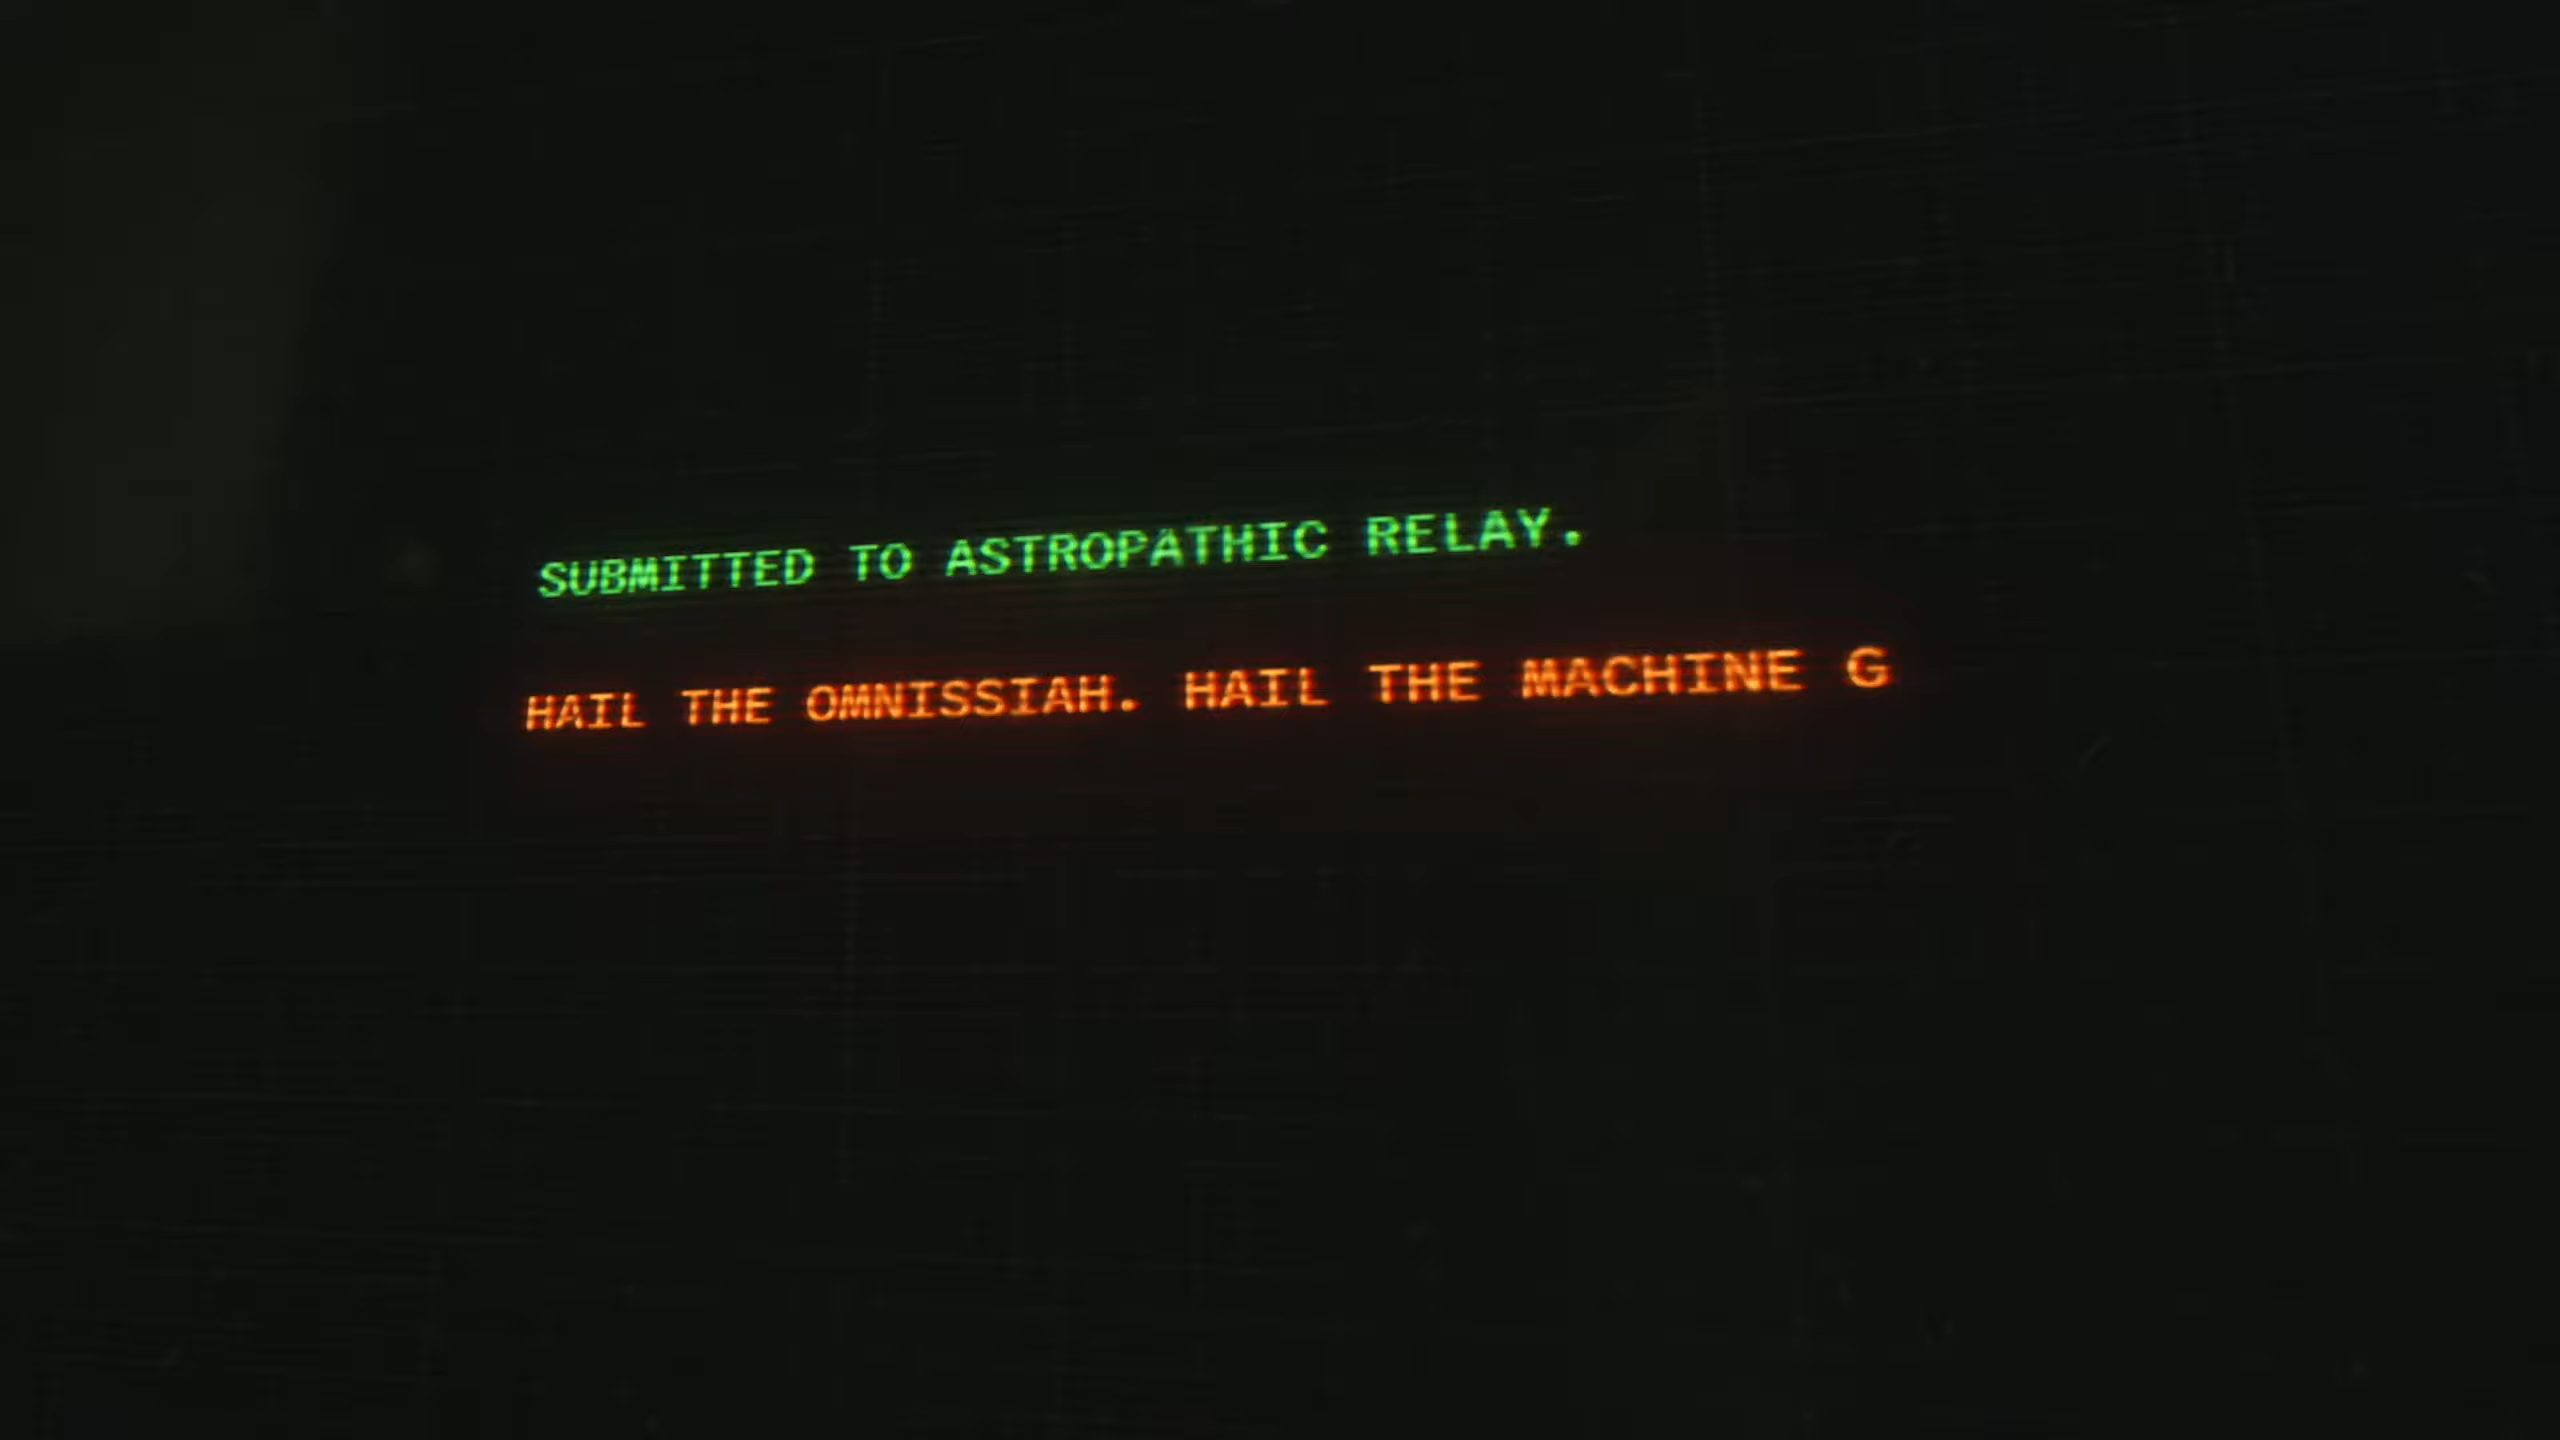 SUBMITTED TO ASTROPATHIC RELAY.
HAIL THE OMNISSIAH. HAIL THE MACHINE G